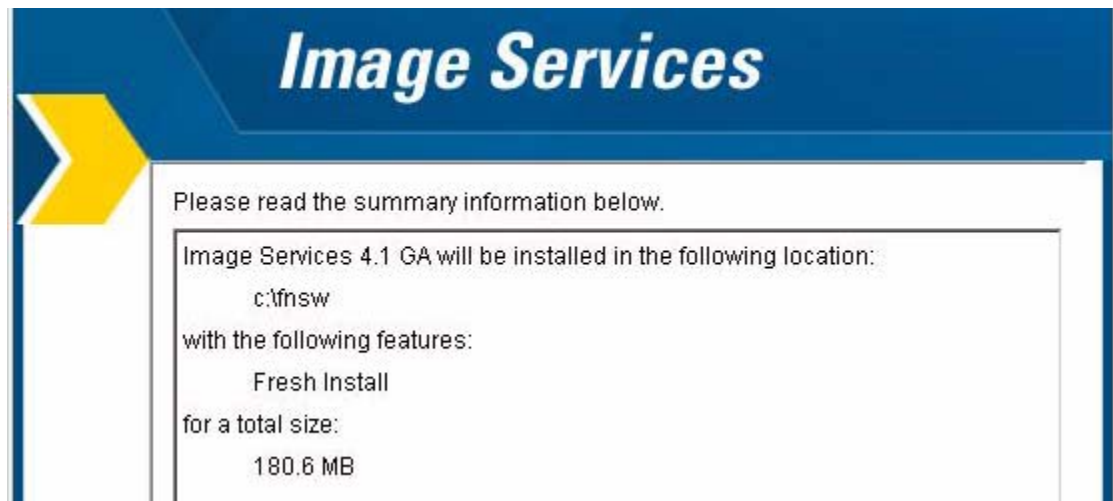 Image Services
Please read the summary information below.
Image Services 4.1 GA will be installed in the following location:
c:\fnsw
with the following features:
Fresh Install
for a total size:
180.6 MB